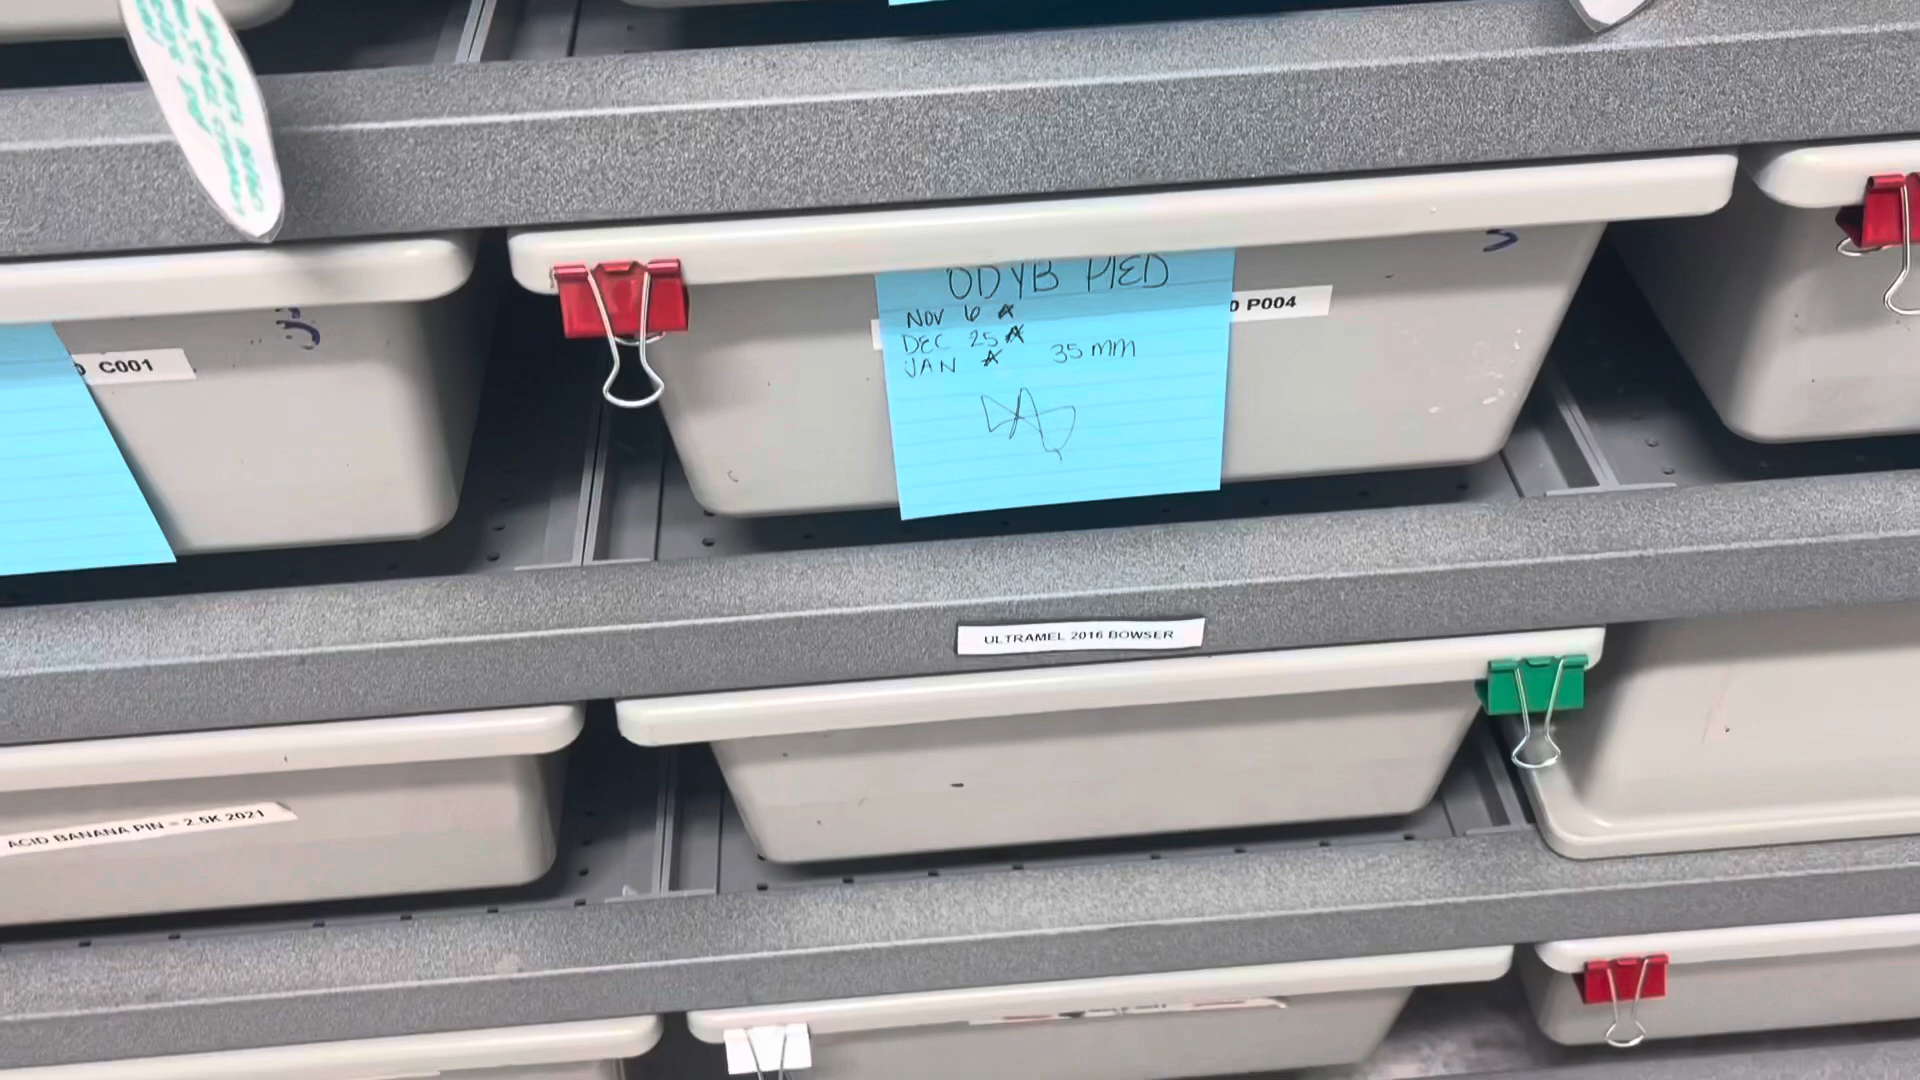 ODYB MED
NOV 6
DEC 25
JAN 35 mm
P004
C001
ULTRAMEL 2016 BOWSER
ACID BANANA PIN = 2.5K 2021